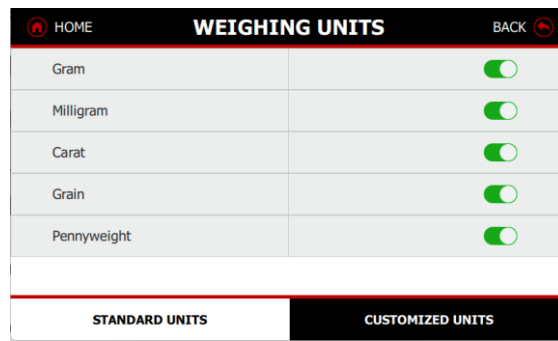 HOME WEIGHING UNITS BACK
Gram
Milligram
Carat
Grain
Pennyweight
STANDARD UNITS CUSTOMIZED UNITS